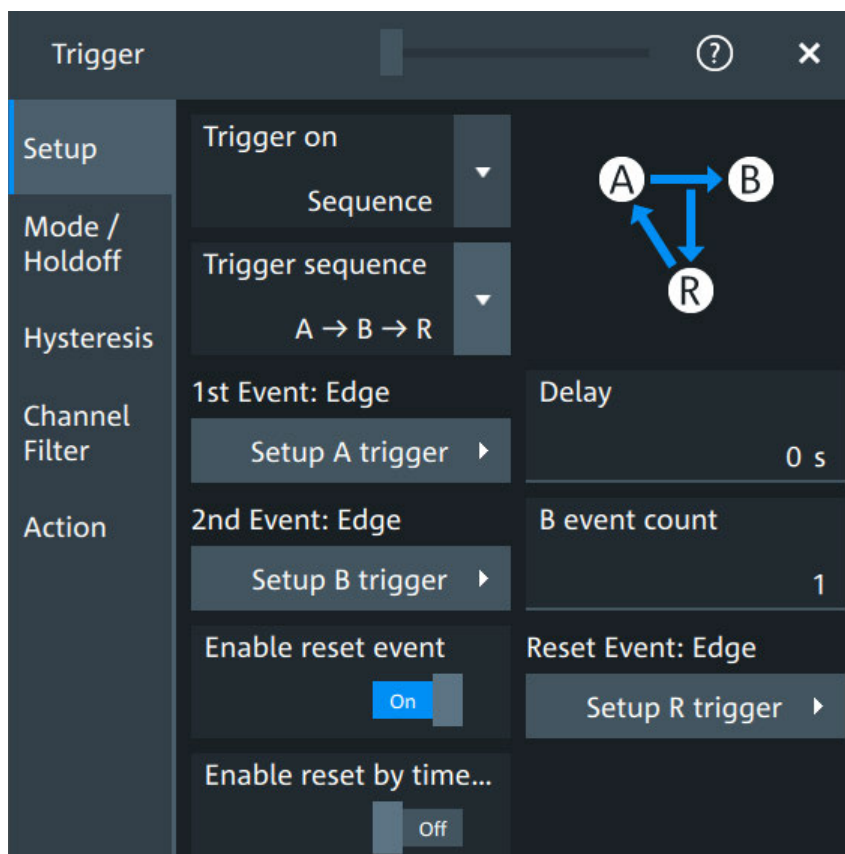 Trigger
?
Setup
Mode /
Holdoff
Hysteresis
Channel
Filter
Action
Trigger on
Sequence
Trigger sequence
A → B → R
A
B
R
1st Event: Edge
Setup A trigger
Delay
0 s
2nd Event: Edge
Setup B trigger
B event count
1
Enable reset event
On
Reset Event: Edge
Setup R trigger
Enable reset by time...
Off